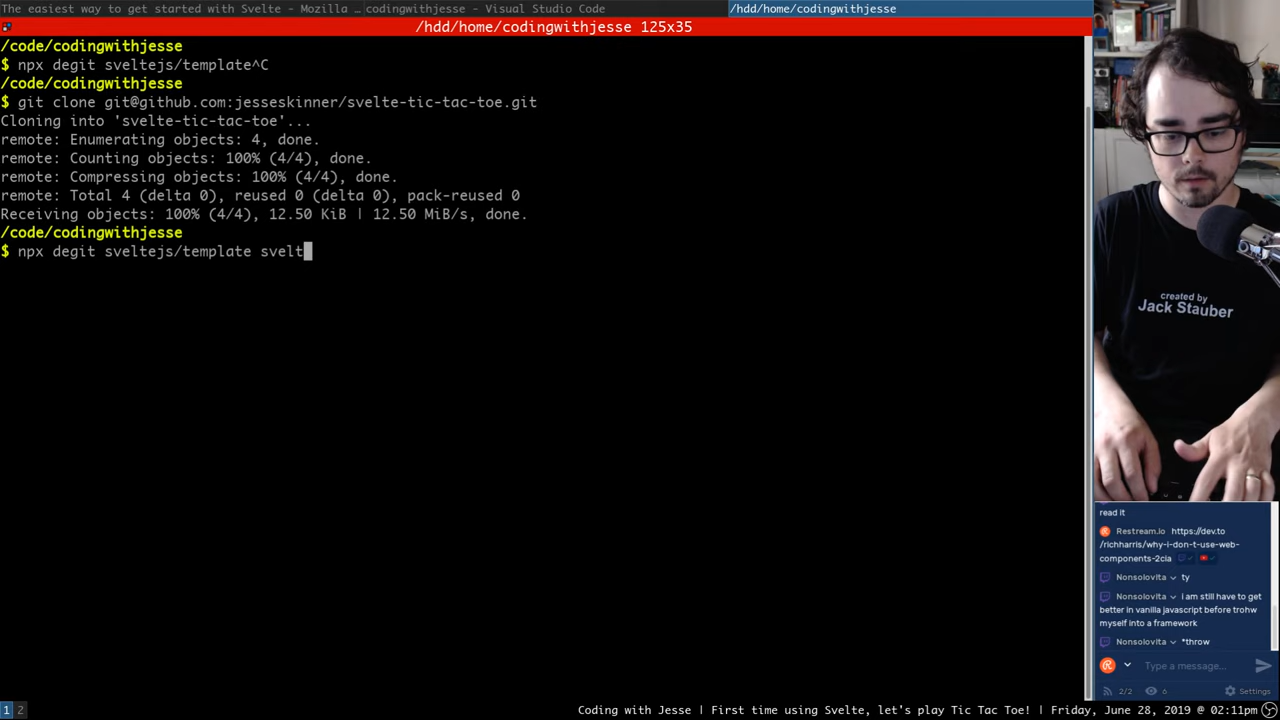 The easiest way to get started with Svelte - Mozilla …
codingwithjesse - Visual Studio Code
/hdd/home/codingwithjesse
/hdd/home/codingwithjesse 125x35
/code/codingwithjesse
$ npx degit sveltejs/template^C
/code/codingwithjesse
$ git clone git@github.com:jesseskinner/svelte-tic-tac-toe.git
Cloning into 'svelte-tic-tac-toe'...
remote: Enumerating objects: 4, done.
remote: Counting objects: 100% (4/4), done.
remote: Compressing objects: 100% (4/4), done.
remote: Total 4 (delta 0), reused 0 (delta 0), pack-reused 0
Receiving objects: 100% (4/4), 12.50 KiB | 12.50 MiB/s, done.
/code/codingwithjesse
$ npx degit sveltejs/template svelt
created by
Jack Stauber
read it
Restream.io https://dev.to
/richharris/why-i-don-t-use-web-
components-2cia
Nonsolovita ty
Nonsolovita i am still have to get
better in vanilla javascript before trohw
myself into a framework
Nonsolovita *throw
Type a message...
2/2 6 Settings
1 2
Coding with Jesse | First time using Svelte, let's play Tic Tac Toe! | Friday, June 28, 2019 @ 02:11pm